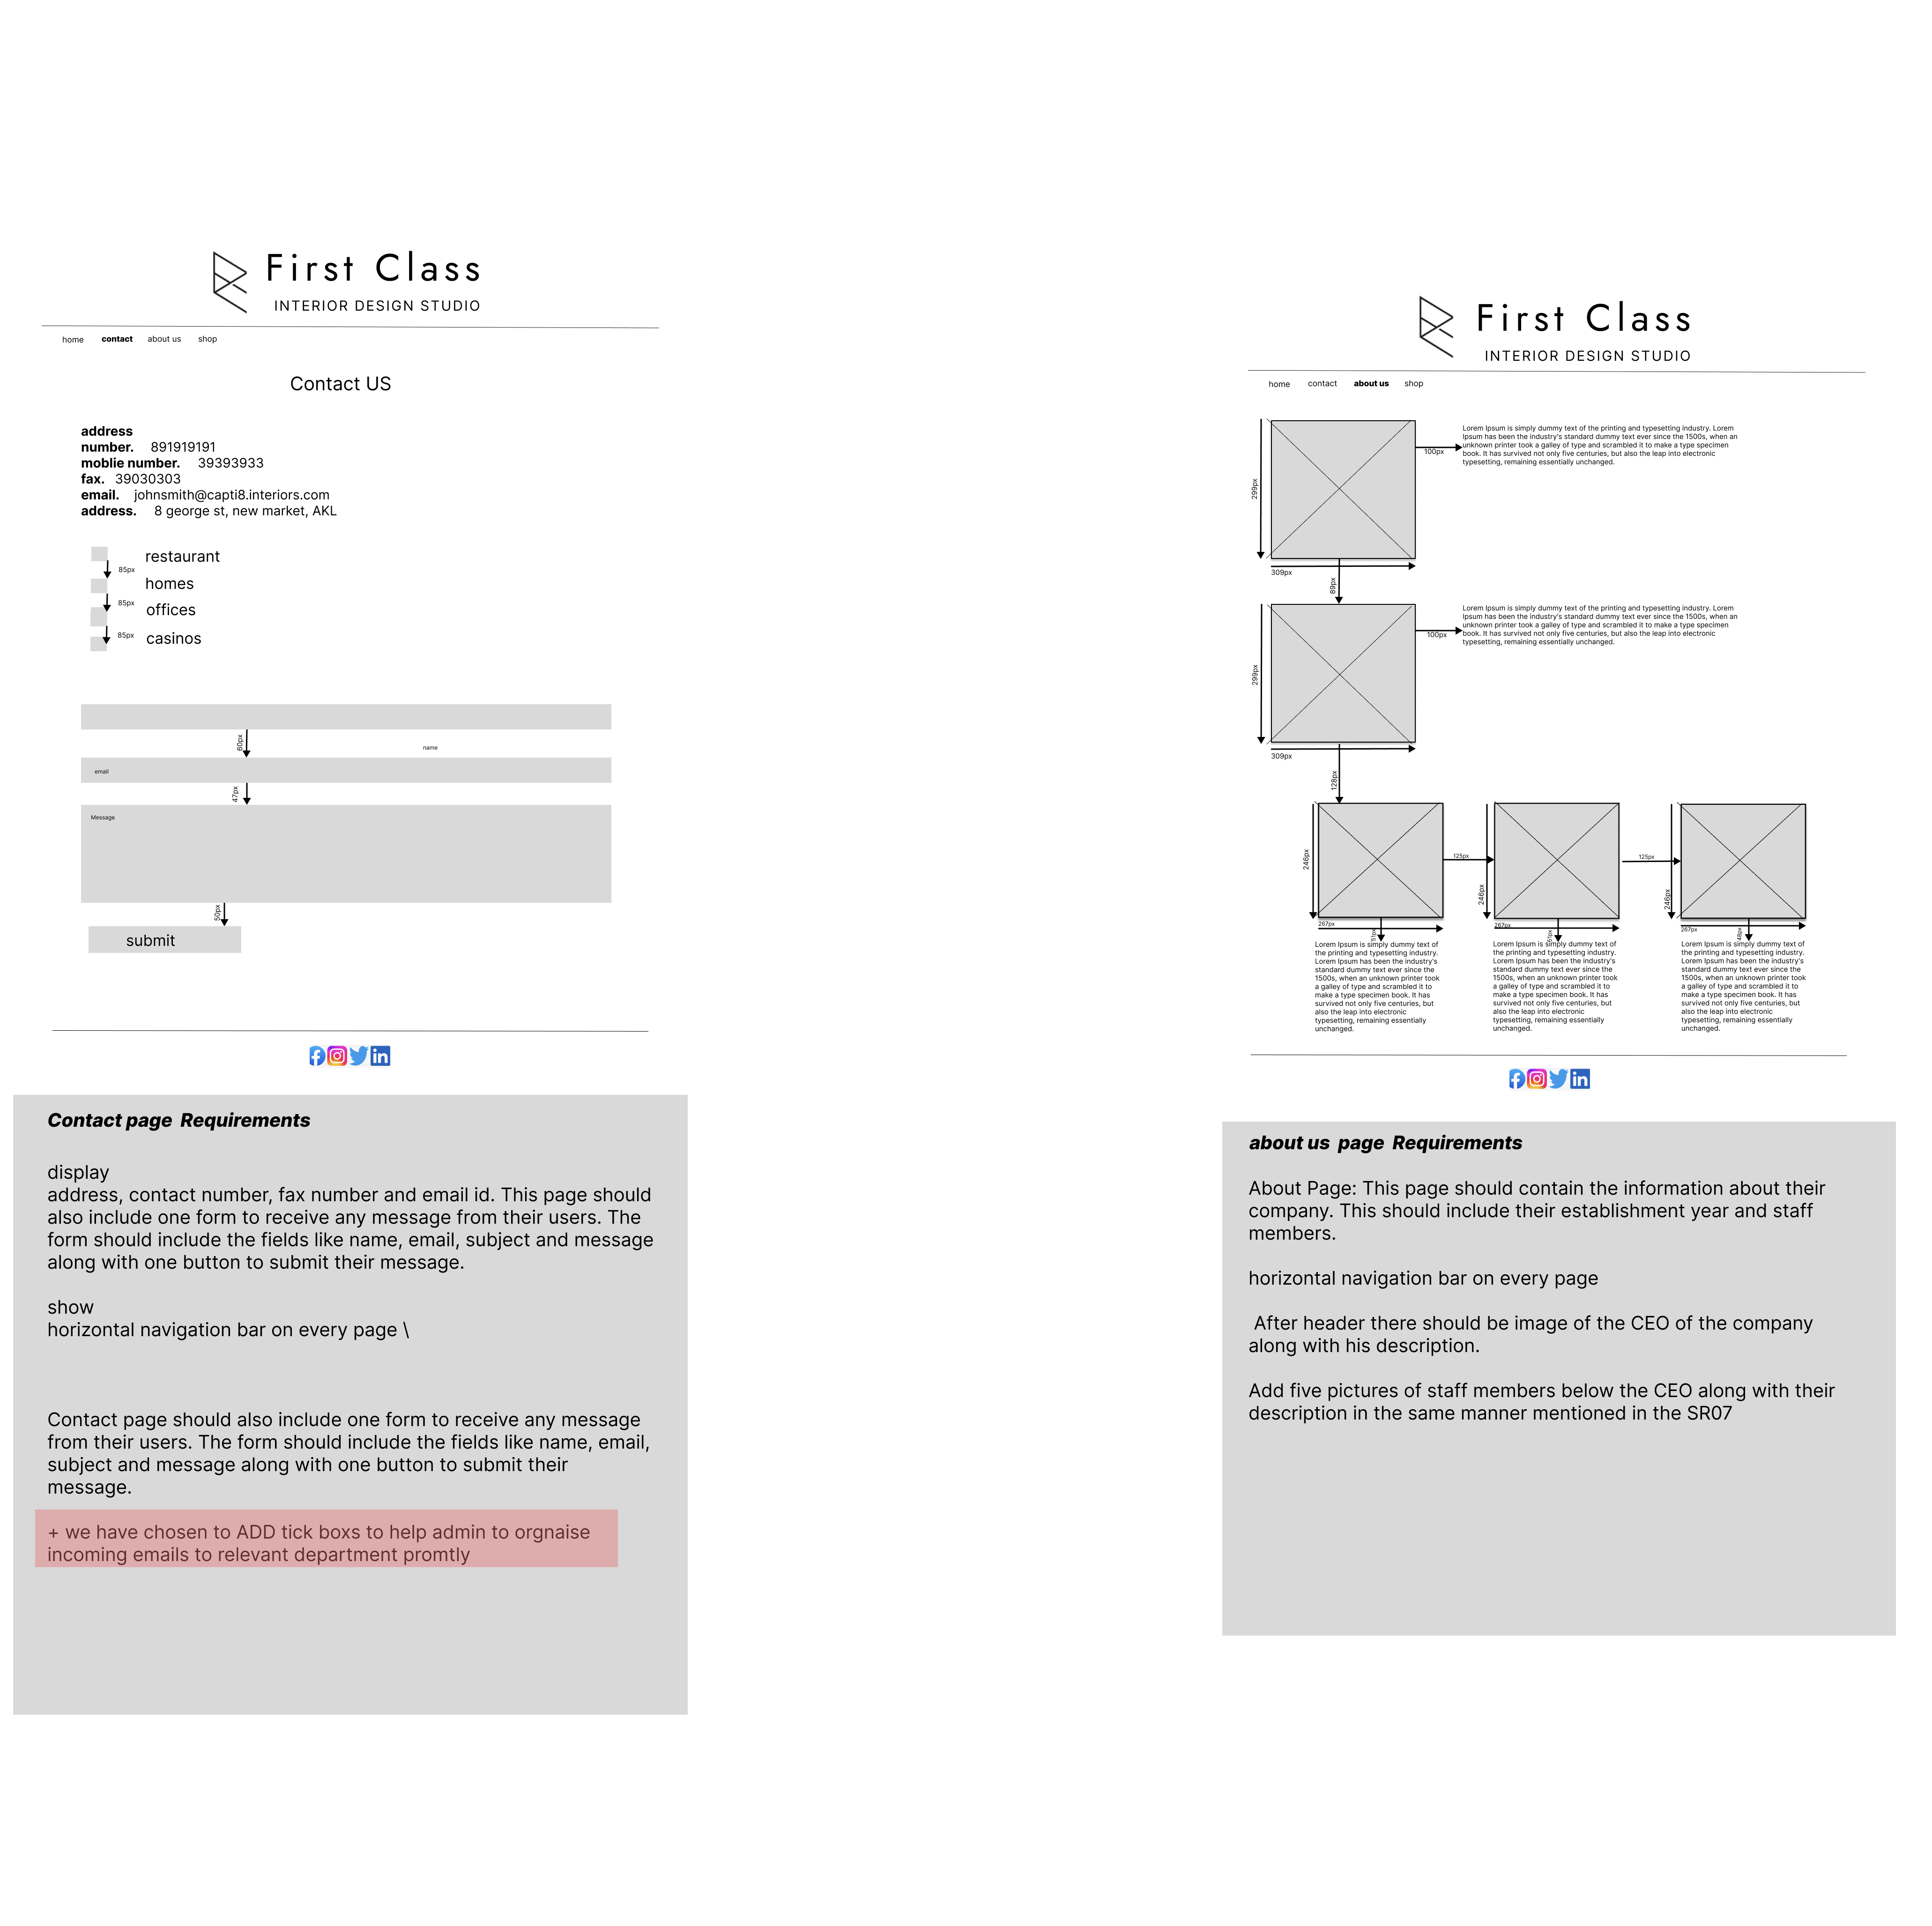 First Class
INTERIOR DESIGN STUDIO
home contact about us shop
Contact US
address
number. 891919191
moblie number. 39393933
fax. 39030303
email. johnsmith@capti8.interiors.com
address. 8 george st, new market, AKL
restaurant
85px
homes
85px
offices
85px
casinos
60px
name
email
47px
Message
50px
submit
Contact page Requirements
display
address, contact number, fax number and email id. This page should
also include one form to receive any message from their users. The
form should include the fields like name, email, subject and message
along with one button to submit their message.
show
horizontal navigation bar on every page \
Contact page should also include one form to receive any message
from their users. The form should include the fields like name, email,
subject and message along with one button to submit their
message.
+ we have chosen to ADD tick boxs to help admin to orgnaise
incoming emails to relevant department promtly
First Class
INTERIOR DESIGN STUDIO
home contact about us shop
299px
309px
100px
Lorem Ipsum is simply dummy text of the printing and typesetting industry. Lorem
Ipsum has been the industry's standard dummy text ever since the 1500s, when an
unknown printer took a galley of type and scrambled it to make a type specimen
book. It has survived not only five centuries, but also the leap into electronic
typesetting, remaining essentially unchanged.
89px
299px
309px
100px
Lorem Ipsum is simply dummy text of the printing and typesetting industry. Lorem
Ipsum has been the industry's standard dummy text ever since the 1500s, when an
unknown printer took a galley of type and scrambled it to make a type specimen
book. It has survived not only five centuries, but also the leap into electronic
typesetting, remaining essentially unchanged.
128px
246px
125px
246px
125px
246px
267px
51px
267px
51px
267px
48px
Lorem Ipsum is simply dummy text of
the printing and typesetting industry.
Lorem Ipsum has been the industry's
standard dummy text ever since the
1500s, when an unknown printer took
a galley of type and scrambled it to
make a type specimen book. It has
survived not only five centuries, but
also the leap into electronic
typesetting, remaining essentially
unchanged.
Lorem Ipsum is simply dummy text of
the printing and typesetting industry.
Lorem Ipsum has been the industry's
standard dummy text ever since the
1500s, when an unknown printer took
a galley of type and scrambled it to
make a type specimen book. It has
survived not only five centuries, but
also the leap into electronic
typesetting, remaining essentially
unchanged.
Lorem Ipsum is simply dummy text of
the printing and typesetting industry.
Lorem Ipsum has been the industry's
standard dummy text ever since the
1500s, when an unknown printer took
a galley of type and scrambled it to
make a type specimen book. It has
survived not only five centuries, but
also the leap into electronic
typesetting, remaining essentially
unchanged.
about us page Requirements
About Page: This page should contain the information about their
company. This should include their establishment year and staff
members.
horizontal navigation bar on every page
After header there should be image of the CEO of the company
along with his description.
Add five pictures of staff members below the CEO along with their
description in the same manner mentioned in the SR07